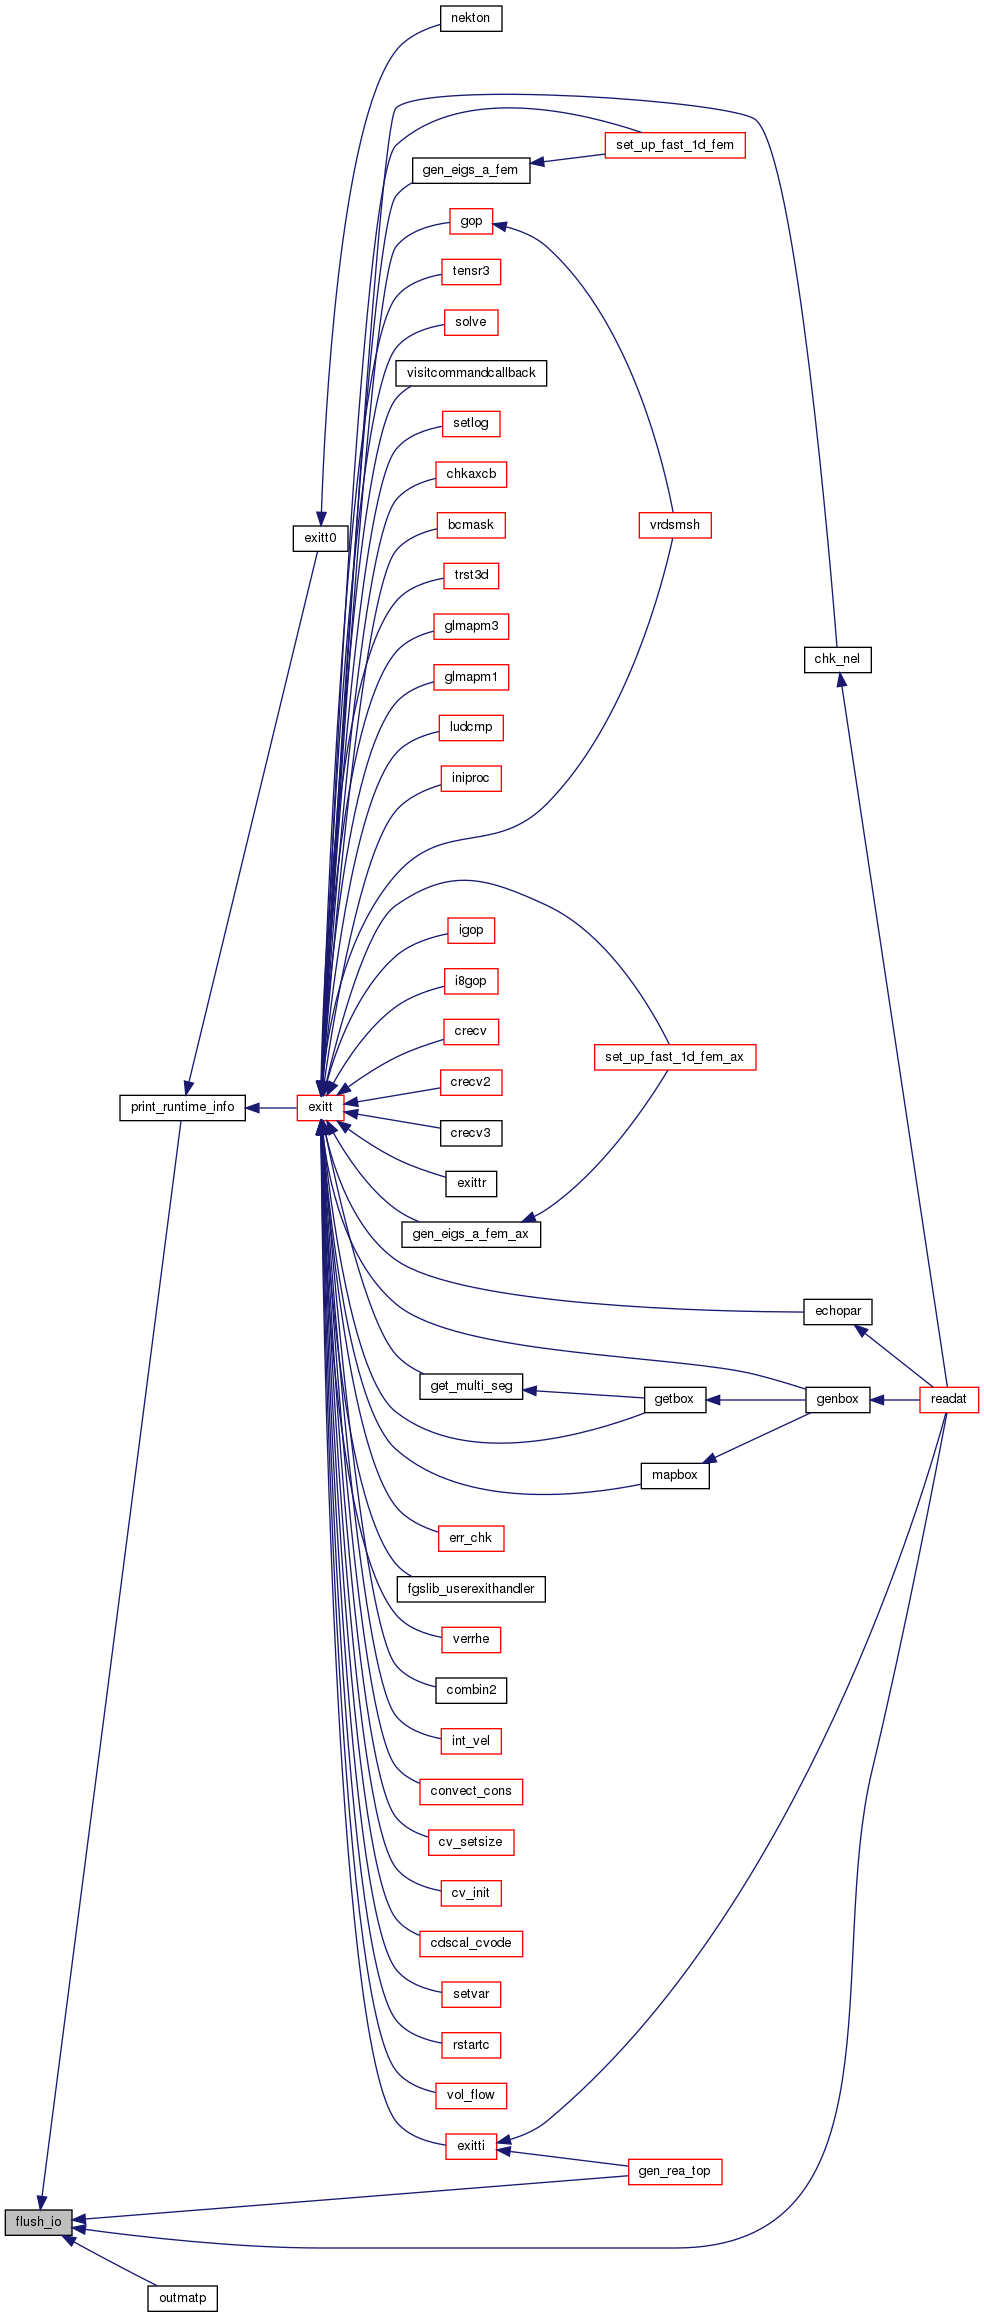 nekton
set_up_fast_1d_fem
gen_eigs_a_fem
gop
tensr3
solve
visitcommandcallback
setlog
chkaxcb
bcmask
vrdsmsh
exitt0
trst3d
glmapm3
chk_nel
glmapm1
ludcmp
iniproc
igop
i8gop
crecv
set_up_fast_1d_fem_ax
crecv2
print_runtime_info
exitt
crecv3
exittr
gen_eigs_a_fem_ax
echopar
get_multi_seg
getbox
genbox
readat
mapbox
err_chk
fgslib_userexithandler
verrhe
combin2
int_vel
convect_cons
cv_setsize
cv_init
cdscal_cvode
setvar
rstartc
vol_flow
exitti
gen_rea_top
flush_io
outmatp